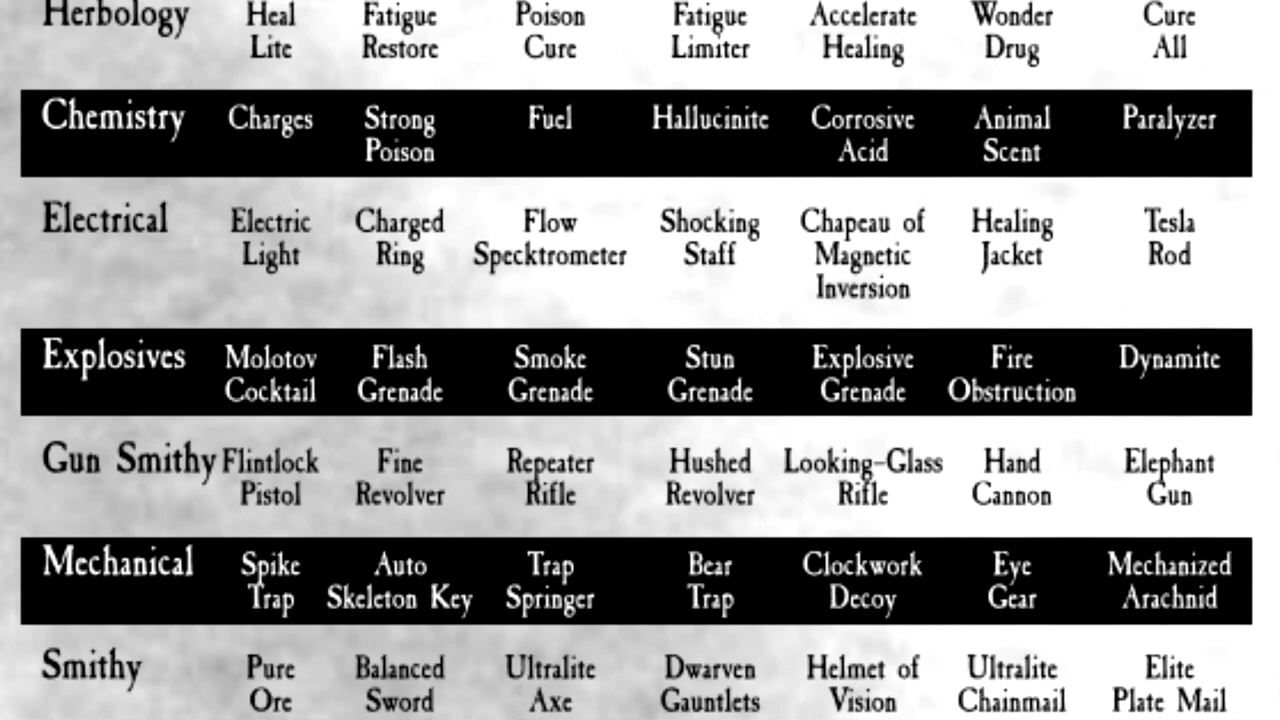 Herbology Heal Fatigue Poison Fatigue Accelerate Wonder Cure
Lite Restore Cure Limiter Healing Drug All
Chemistry Charges Strong Fuel Hallucinite Corrosive Animal Paralyzer
Poison Acid Scent
Electrical Electric Charged Flow Shocking Chapeau of Healing Tesla
Light Ring Specktrometer Staff Magnetic Jacket Rod
Inversion
Explosives Molotov Flash Smoke Stun Explosive Fire Dynamite
Cocktail Grenade Grenade Grenade Grenade Obstruction
Gun Smithy Flintlock Fine Repeater Hushed Looking-Glass Hand Elephant
Pistol Revolver Rifle Revolver Rifle Cannon Gun
Mechanical Spike Auto Trap Bear Clockwork Eye Mechanized
Trap Skeleton Key Springer Trap Decoy Gear Arachnid
Smithy Pure Balanced Ultralite Dwarven Helmet of Ultralite Elite
Ore Sword Axe Gauntlets Vision Chainmail Plate Mail